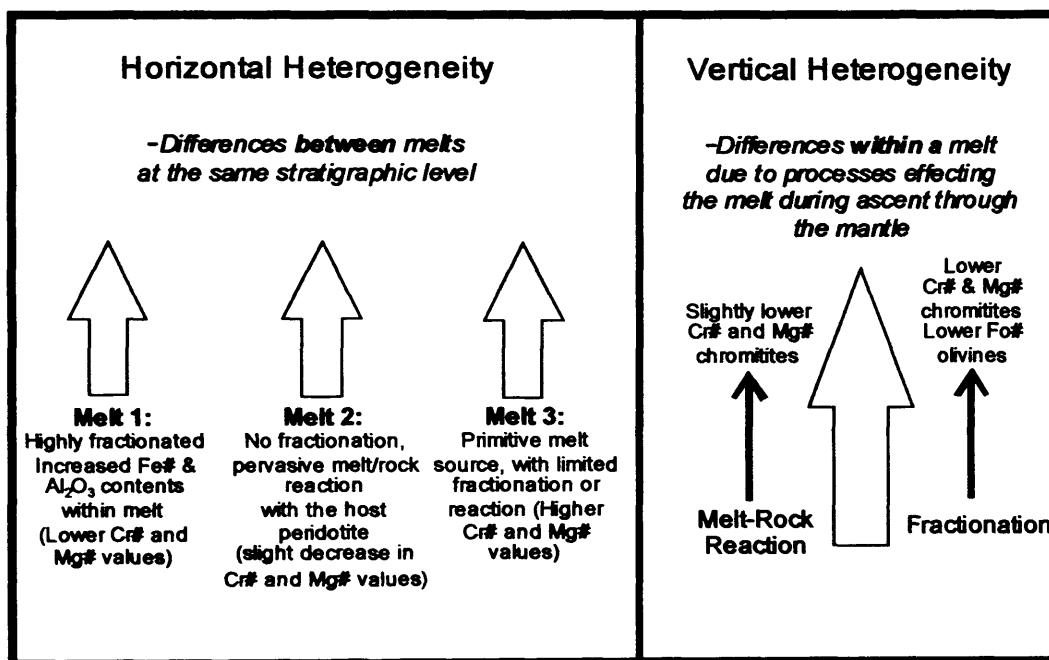 Horizontal Heterogeneity
-Differences between melts
at the same stratigraphic level
Melt 1:
Highly fractionated
Increased Fe# &
Al₂O₃ contents
within melt
(Lower Cr# and
Mg# values)
Melt 2:
No fractionation,
pervasive melt/rock
reaction
with the host
peridotite
(slight decrease in
Cr# and Mg# values)
Melt 3:
Primitive melt
source, with limited
fractionation or
reaction (Higher
Cr# and Mg#
values)
Vertical Heterogeneity
-Differences within a melt
due to processes effecting
the melt during ascent through
the mantle
Slightly lower
Cr# and Mg#
chromitites
Melt-Rock
Reaction
Lower
Cr# & Mg#
chromitites
Lower Fo#
olivines
Fractionation